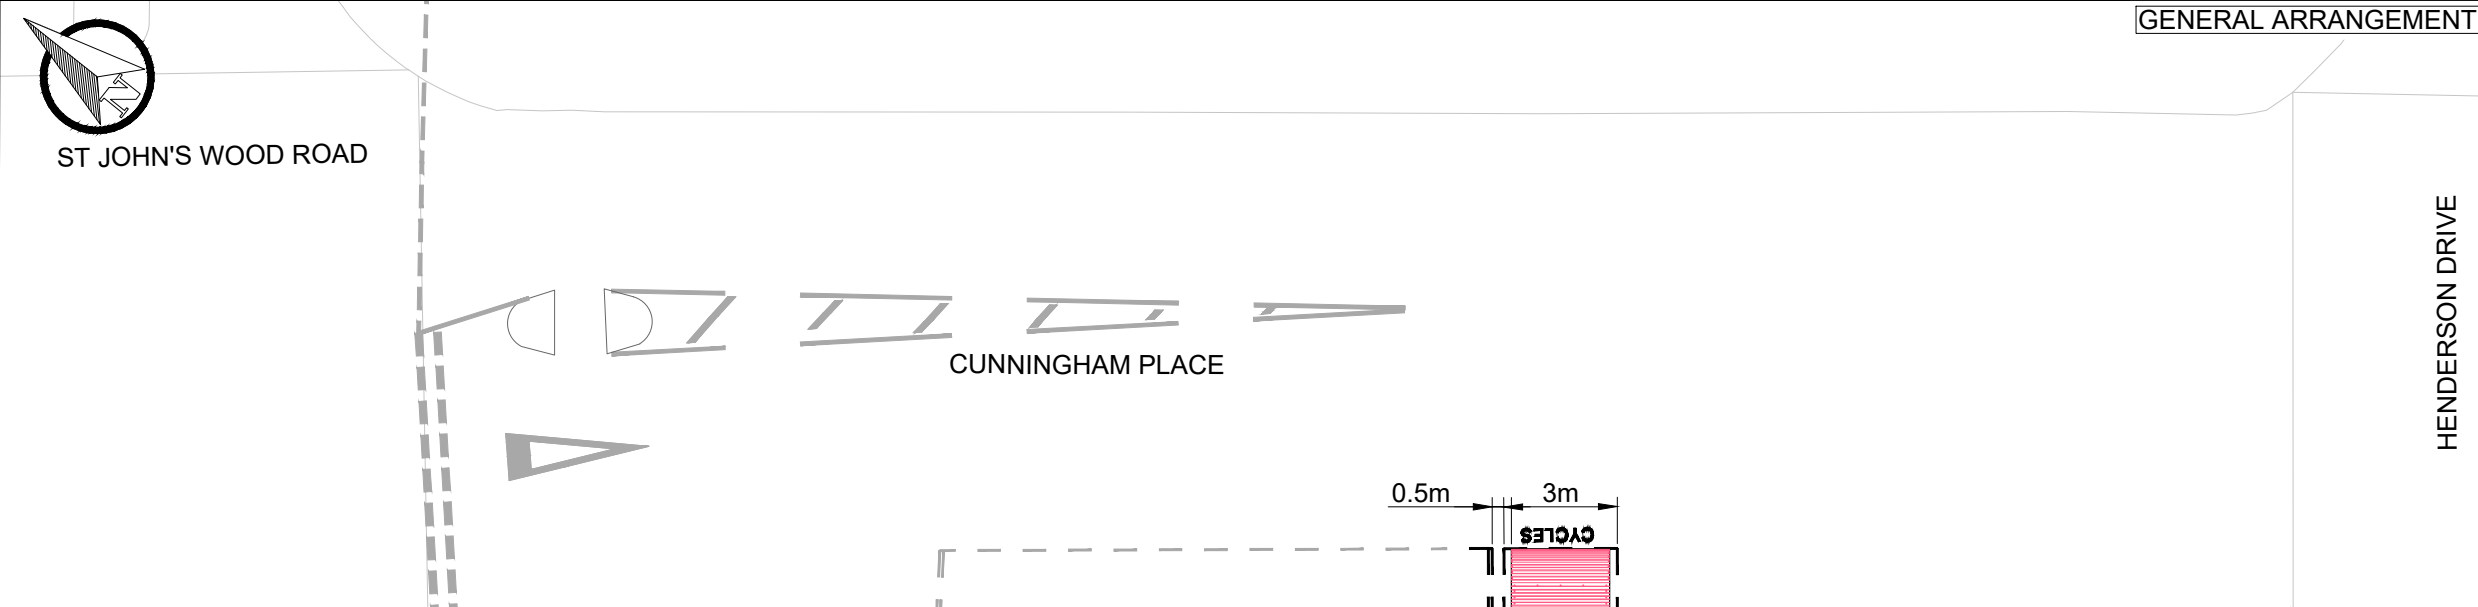 GENERAL ARRANGEMENT
N
ST JOHN'S WOOD ROAD
HENDERSON DRIVE
CUNNINGHAM PLACE
0.5m
3m
CYCLES